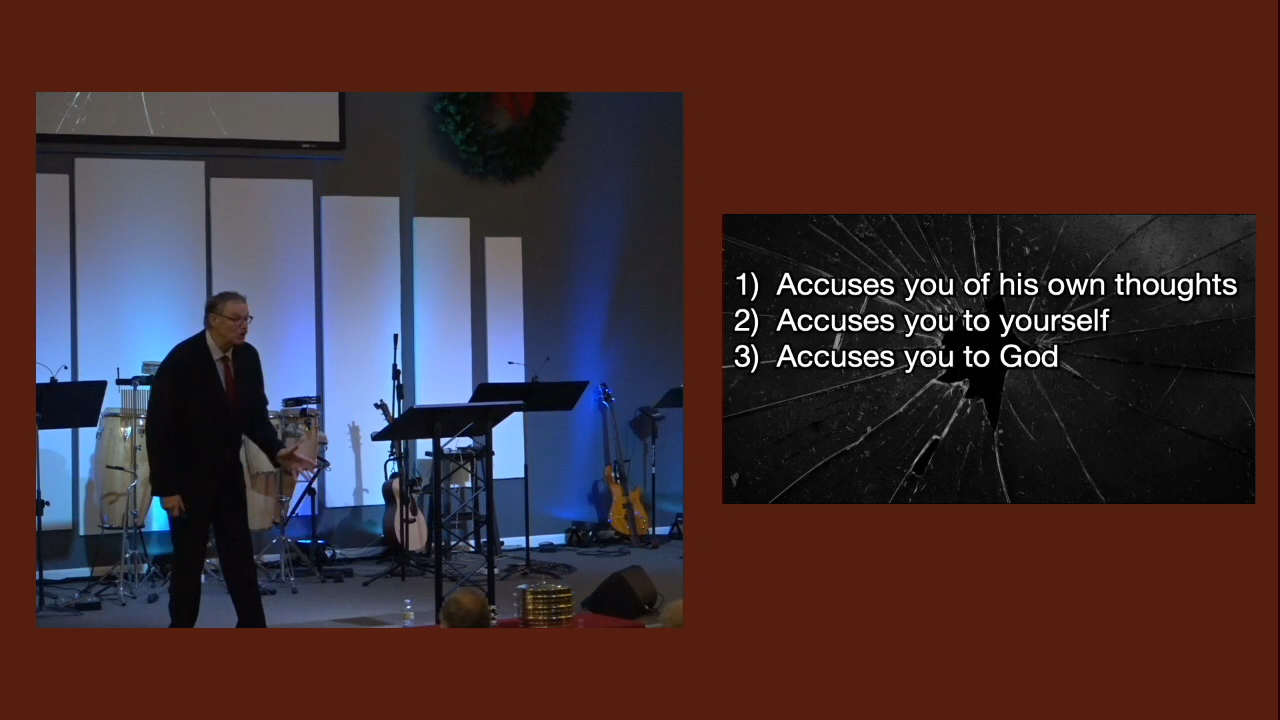 1) Accuses you of his own thoughts
2) Accuses you to yourself
3) Accuses you to God